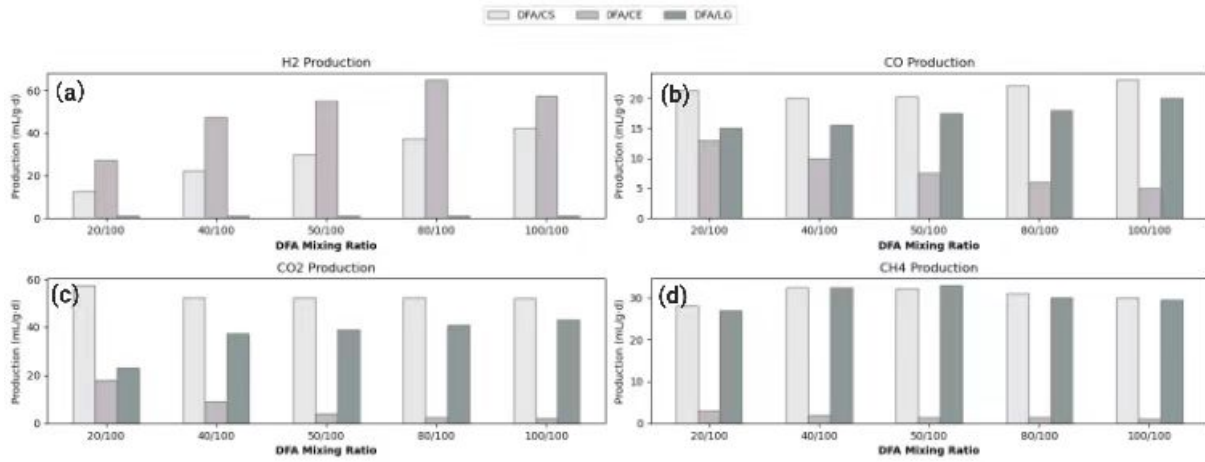 DFA/CS DFA/CE DFA/LG
H2 Production
(a)
Production (mL/g·d)
60
40
20
0
20/100 40/100 50/100 80/100 100/100
DFA Mixing Ratio
CO Production
(b)
Production (mL/g·d)
20
15
10
5
0
20/100 40/100 50/100 80/100 100/100
DFA Mixing Ratio
CO2 Production
(c)
Production (mL/g·d)
60
40
20
0
20/100 40/100 50/100 80/100 100/100
DFA Mixing Ratio
CH4 Production
(d)
Production (mL/g·d)
30
20
10
0
20/100 40/100 50/100 80/100 100/100
DFA Mixing Ratio